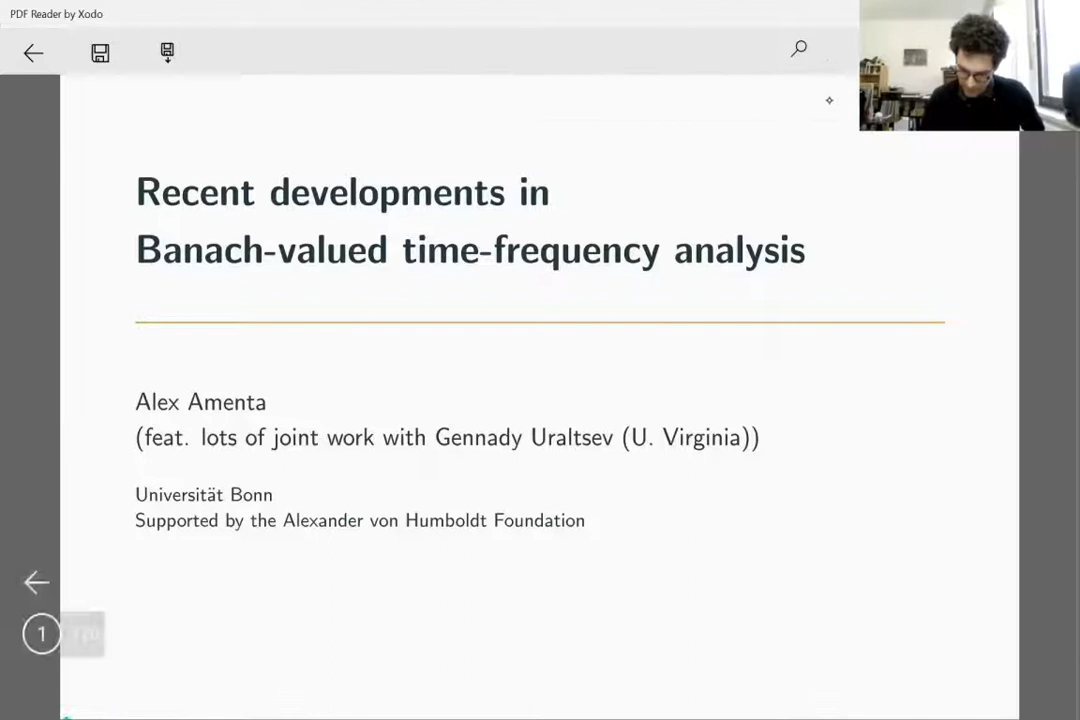 PDF Reader by Xodo
Recent developments in
Banach-valued time-frequency analysis
Alex Amenta
(feat. lots of joint work with Gennady Uraltsev (U. Virginia))
Universität Bonn
Supported by the Alexander von Humboldt Foundation
1